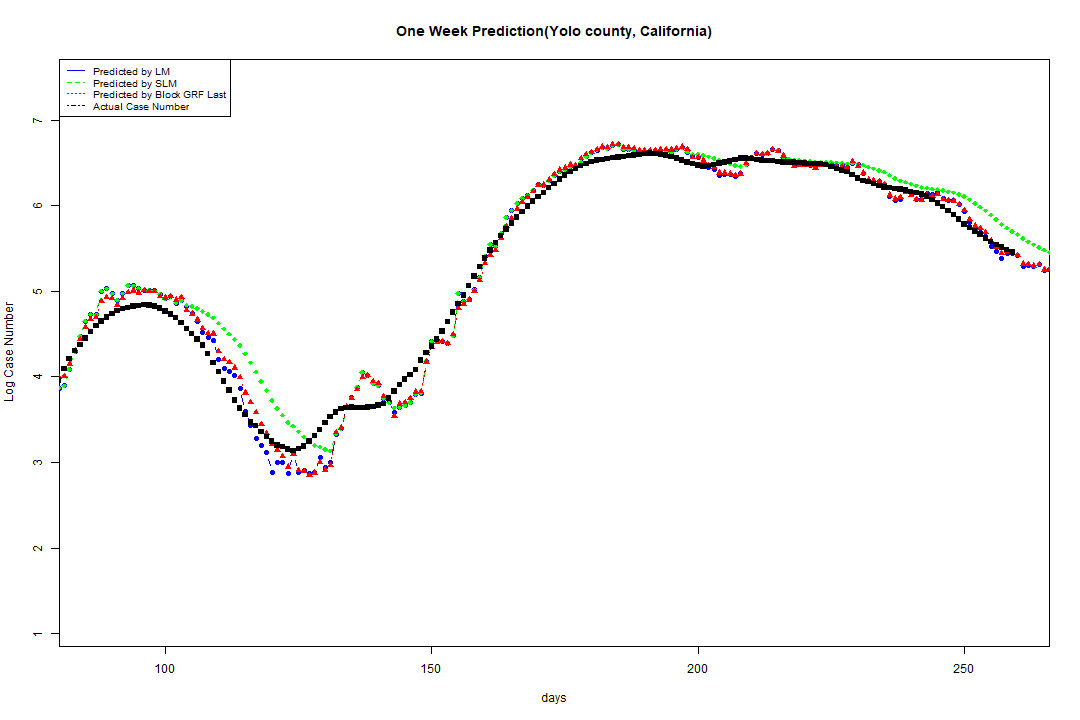 One Week Prediction(Yolo county, California)
Predicted by LM
Predicted by SLM
Predicted by Block GRF Last
Actual Case Number
7
6
5
4
3
2
1
Log Case Number
100 150 200 250
days